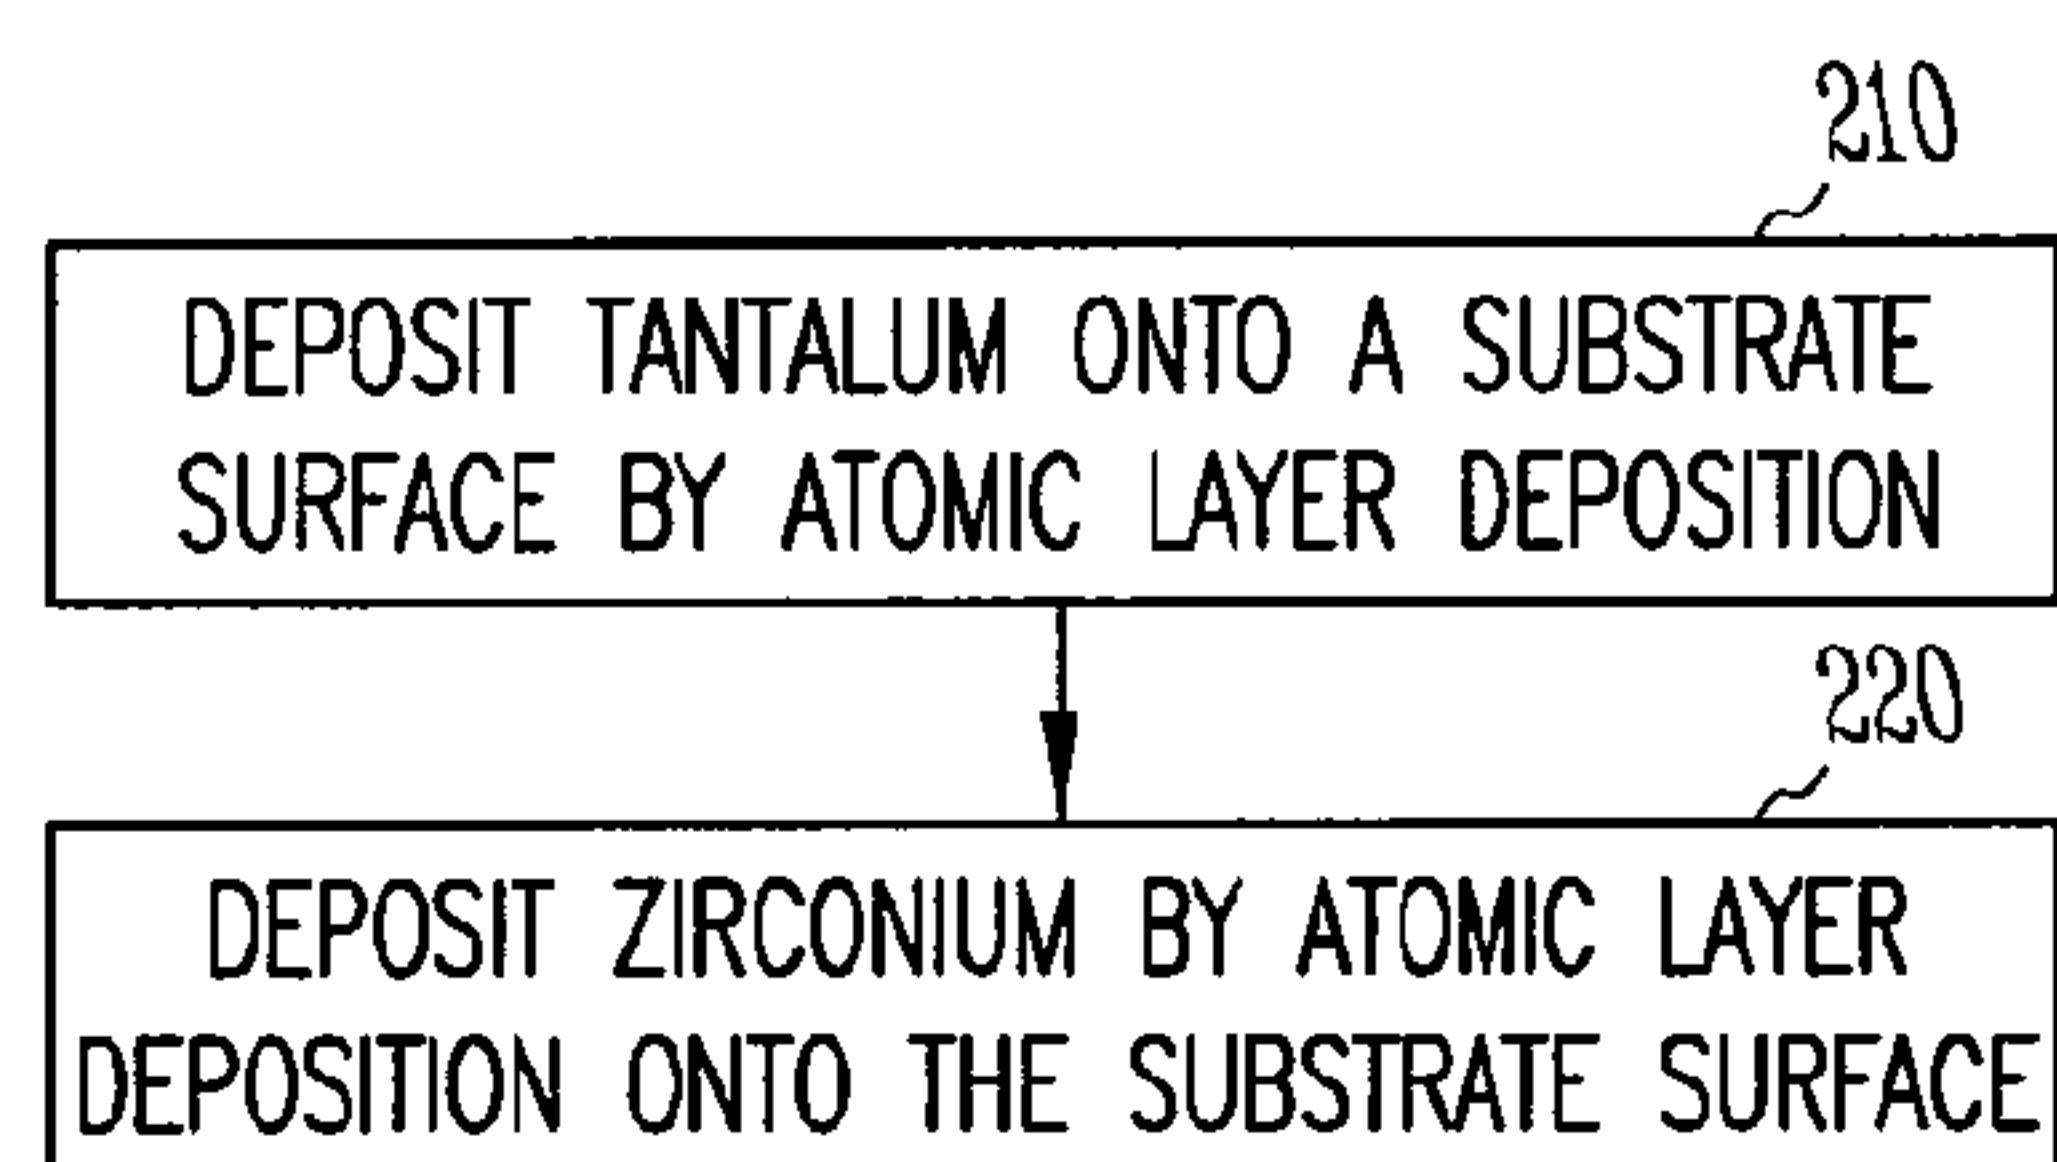 210
DEPOSIT TANTALUM ONTO A SUBSTRATE
SURFACE BY ATOMIC LAYER DEPOSITION
220
DEPOSIT ZIRCONIUM BY ATOMIC LAYER
DEPOSITION ONTO THE SUBSTRATE SURFACE